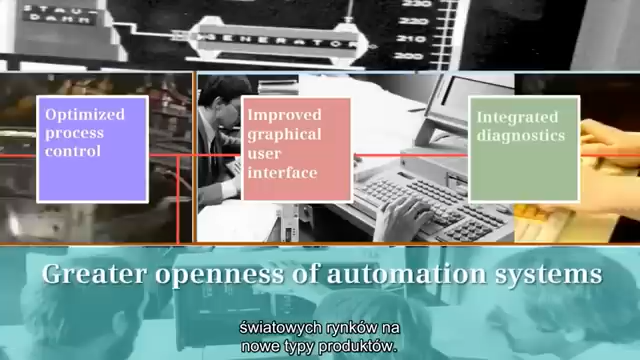 STAU-
DAMM
GENERATOR
230
220
210
200
Optimized
process
control
Improved
graphical
user
interface
Integrated
diagnostics
Greater openness of automation systems
światowych rynków na
nowe typy produktów.